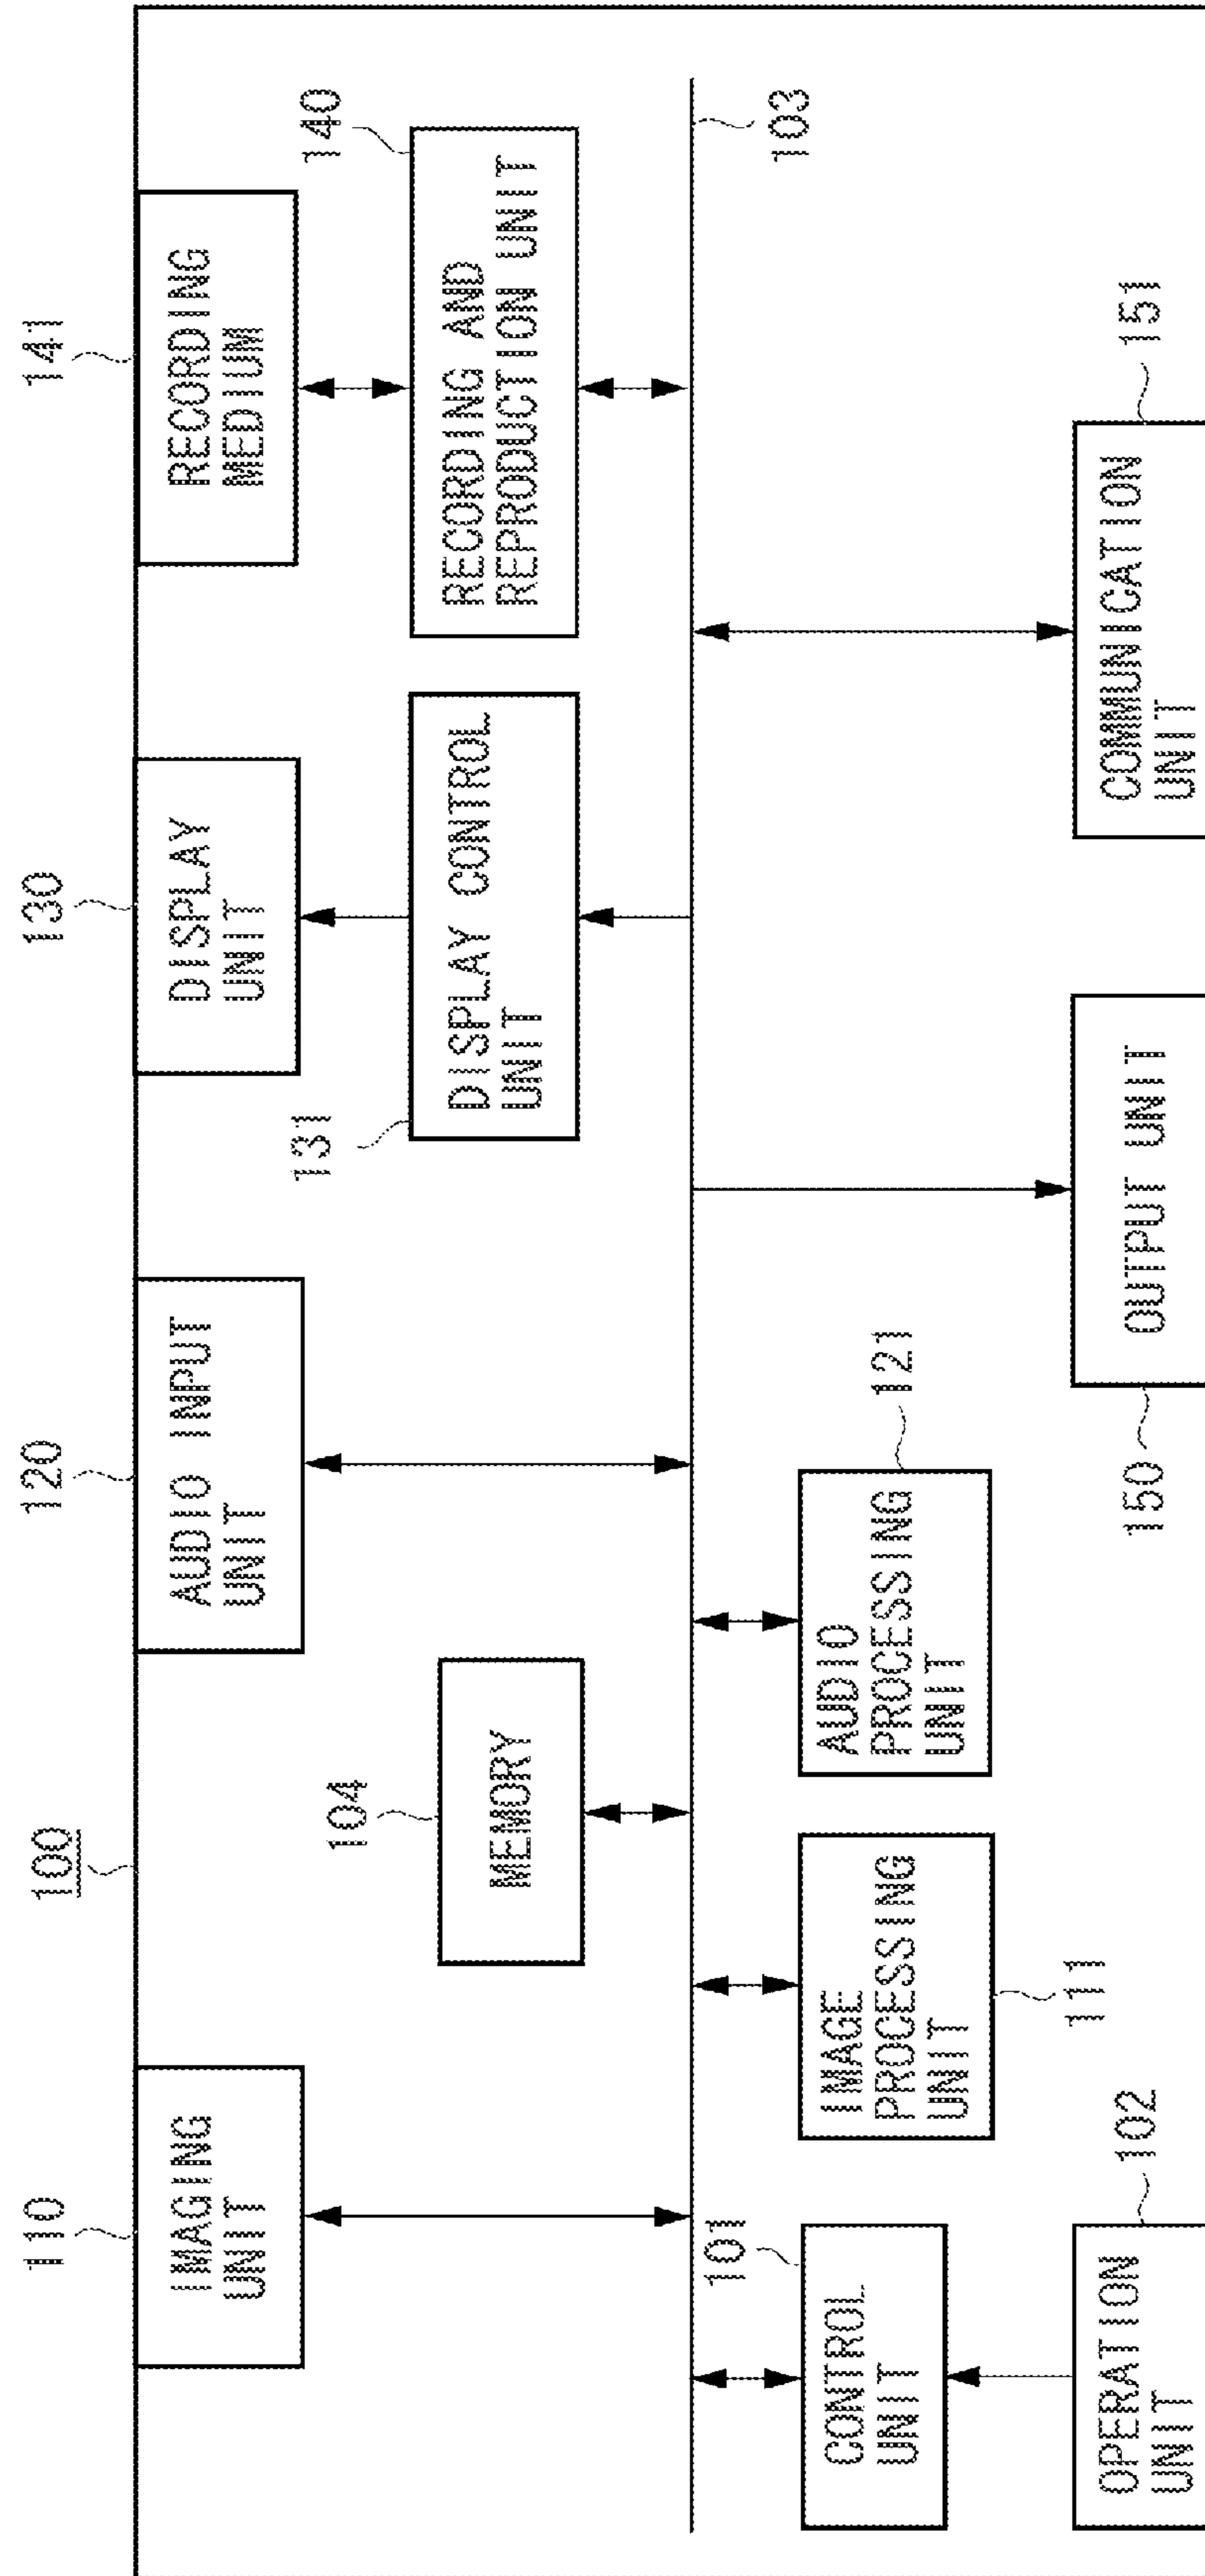 100
110
IMAGING
UNIT
120
AUDIO INPUT
UNIT
130
DISPLAY
UNIT
141
RECORDING
MEDIUM
104
MEMORY
131
DISPLAY CONTROL
UNIT
140
RECORDING AND
REPRODUCTION UNIT
103
101
CONTROL
UNIT
IMAGE
PROCESSING
UNIT
111
AUDIO
PROCESSING
UNIT
121
102
OPERATION
UNIT
150
OUTPUT UNIT
151
COMMUNICATION
UNIT